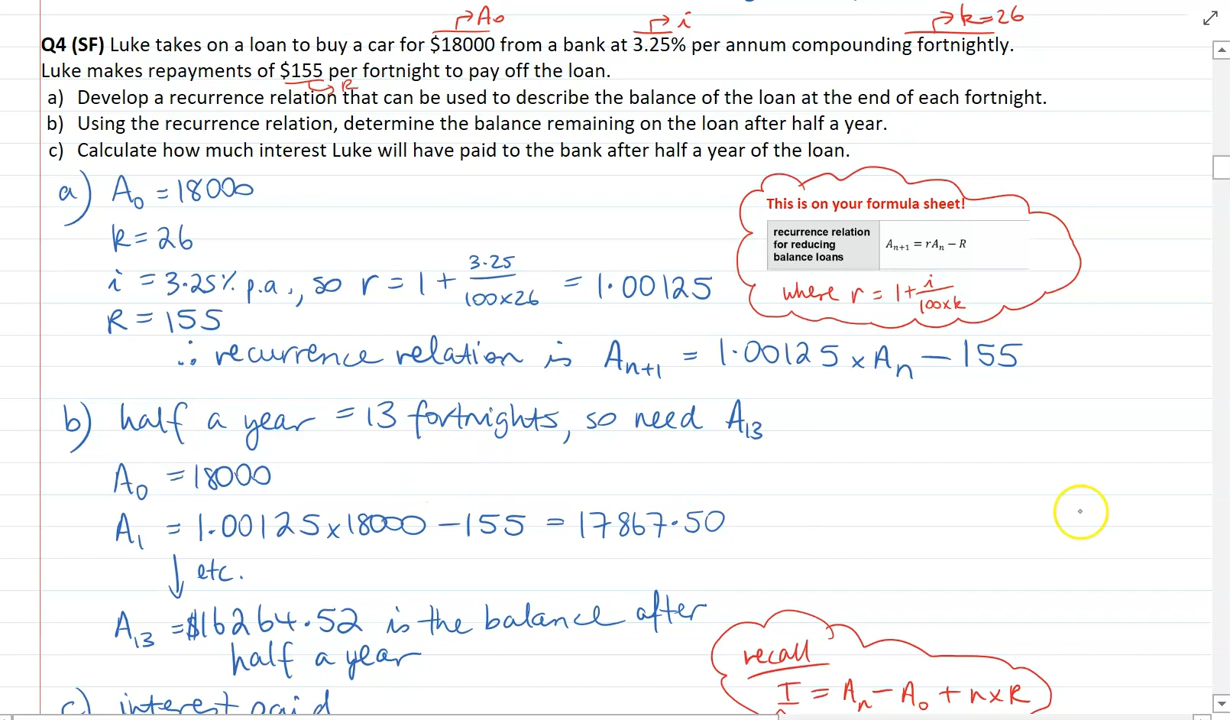 → A₀ → i → k=26
Q4 (SF) Luke takes on a loan to buy a car for $18000 from a bank at 3.25% per annum compounding fortnightly.
Luke makes repayments of $155 per fortnight to pay off the loan.
→ R
a) Develop a recurrence relation that can be used to describe the balance of the loan at the end of each fortnight.
b) Using the recurrence relation, determine the balance remaining on the loan after half a year.
c) Calculate how much interest Luke will have paid to the bank after half a year of the loan.
a) A₀ = 18000
k = 26
i = 3.25% p.a., so r = 1 + 3.25/(100×26) = 1.00125
R = 155
This is on your formula sheet!
recurrence relation
for reducing
balance loans
Aₙ₊₁ = rAₙ − R
where r = 1 + i/(100×k)
∴ recurrence relation is Aₙ₊₁ = 1.00125 × Aₙ − 155
b) half a year = 13 fortnights, so need A₁₃
A₀ = 18000
A₁ = 1.00125×18000 − 155 = 17867.50
↓ etc.
A₁₃ = $16264.52 is the balance after
half a year
recall
I = Aₙ − A₀ + n×R
c) interest paid